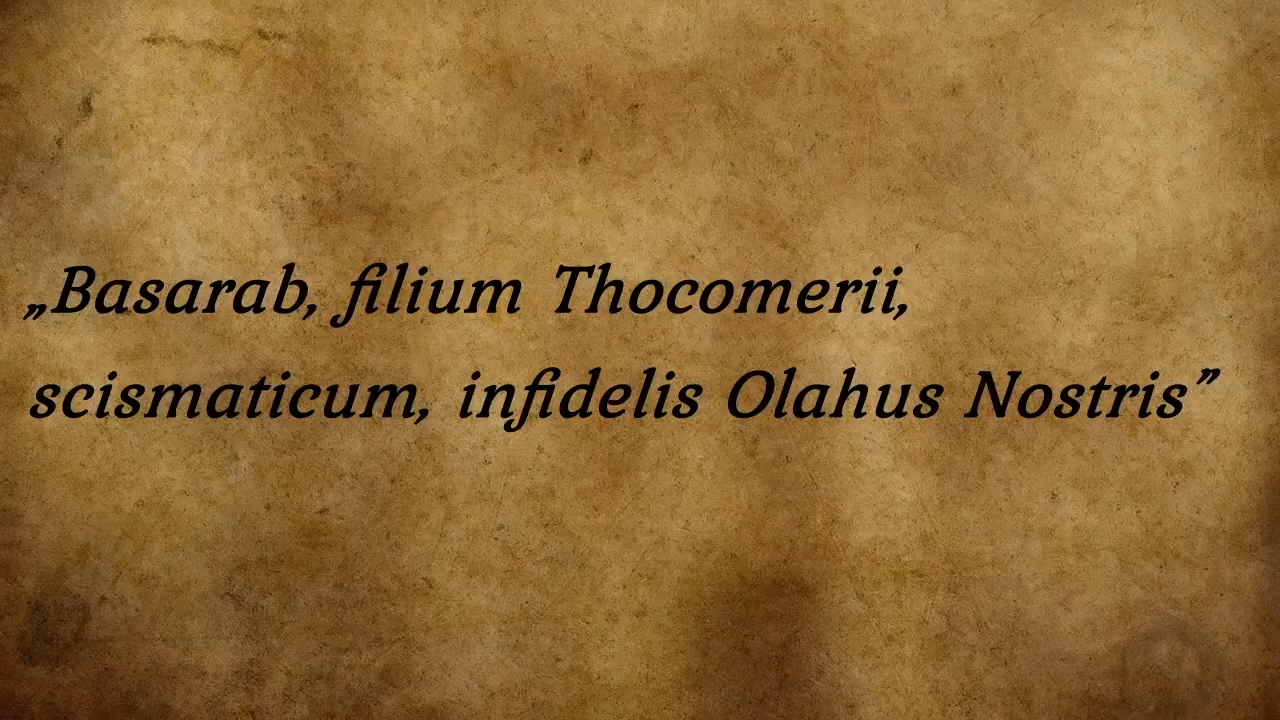 „Basarab, filium Thocomerii,
scismaticum, infidelis Olahus Nostris”